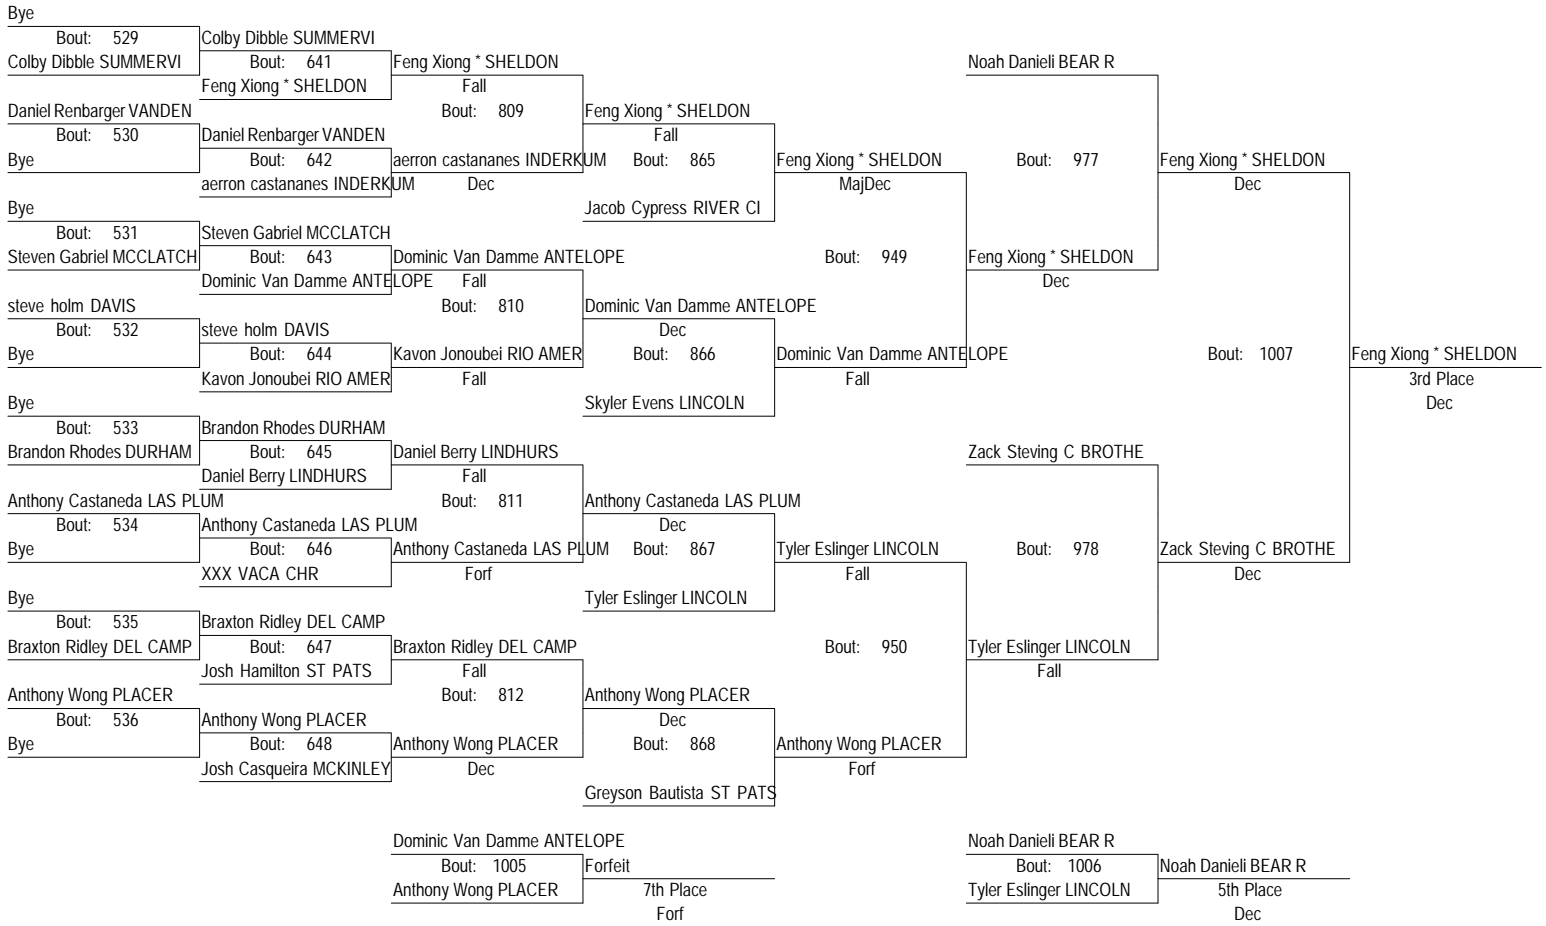 Bye
Bout: 529
Colby Dibble SUMMERVI
Daniel Renbarger VANDEN
Bout: 530
Bye
Bye
Bout: 531
Steven Gabriel MCCLATCH
steve holm DAVIS
Bout: 532
Bye
Bye
Bout: 533
Brandon Rhodes DURHAM
Anthony Castaneda LAS PLUM
Bout: 534
Bye
Bye
Bout: 535
Braxton Ridley DEL CAMP
Anthony Wong PLACER
Bout: 536
Bye
Colby Dibble SUMMERVI
Bout: 641
Feng Xiong * SHELDON
Daniel Renbarger VANDEN
Bout: 642
aerron castananes INDERKUM
Steven Gabriel MCCLATCH
Bout: 643
Dominic Van Damme ANTELOPE
steve holm DAVIS
Bout: 644
Kavon Jonoubei RIO AMER
Brandon Rhodes DURHAM
Bout: 645
Daniel Berry LINDHURS
Anthony Castaneda LAS PLUM
Bout: 646
XXX VACA CHR
Braxton Ridley DEL CAMP
Bout: 647
Josh Hamilton ST PATS
Anthony Wong PLACER
Bout: 648
Josh Casqueira MCKINLEY
Feng Xiong * SHELDON
Fall
Bout: 809
aerron castananes INDERKUM
Dec
Dominic Van Damme ANTELOPE
Fall
Bout: 810
Kavon Jonoubei RIO AMER
Fall
Daniel Berry LINDHURS
Fall
Bout: 811
Anthony Castaneda LAS PLUM
Forf
Braxton Ridley DEL CAMP
Fall
Bout: 812
Anthony Wong PLACER
Dec
Feng Xiong * SHELDON
Fall
Bout: 865
Jacob Cypress RIVER CI
Dominic Van Damme ANTELOPE
Dec
Bout: 866
Skyler Evens LINCOLN
Anthony Castaneda LAS PLUM
Dec
Bout: 867
Tyler Eslinger LINCOLN
Anthony Wong PLACER
Dec
Bout: 868
Greyson Bautista ST PATS
Feng Xiong * SHELDON
MajDec
Bout: 949
Dominic Van Damme ANTELOPE
Fall
Tyler Eslinger LINCOLN
Fall
Bout: 950
Anthony Wong PLACER
Forf
Noah Danieli BEAR R
Bout: 977
Feng Xiong * SHELDON
Dec
Zack Steving C BROTHE
Bout: 978
Tyler Eslinger LINCOLN
Fall
Feng Xiong * SHELDON
Dec
Bout: 1007
Zack Steving C BROTHE
Dec
Feng Xiong * SHELDON
3rd Place
Dec
Dominic Van Damme ANTELOPE
Bout: 1005
Anthony Wong PLACER
Forfeit
7th Place
Forf
Noah Danieli BEAR R
Bout: 1006
Tyler Eslinger LINCOLN
Noah Danieli BEAR R
5th Place
Dec